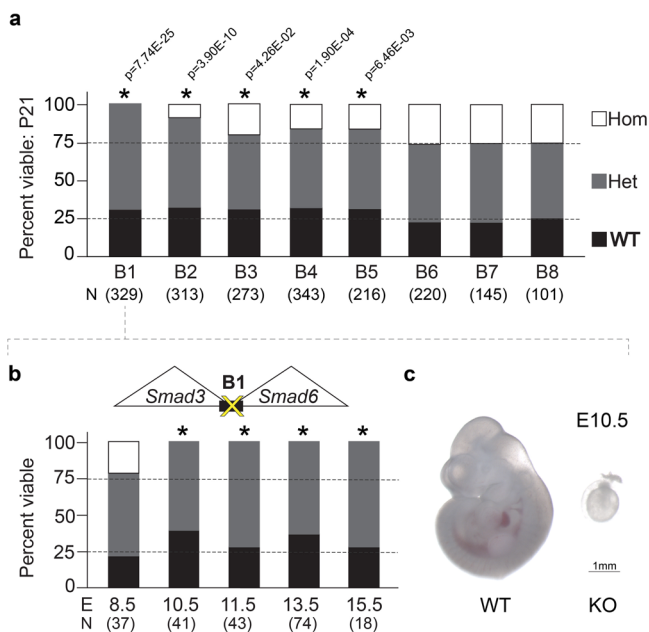 a
p=7.74E-25
p=3.90E-10
p=4.26E-02
p=1.90E-04
p=6.46E-03
* * * * *
Percent viable: P21
100
75
50
25
0
Hom
Het
WT
B1 B2 B3 B4 B5 B6 B7 B8
N (329) (313) (273) (343) (216) (220) (145) (101)
b
B1
Smad3 Smad6
* * * *
Percent viable
100
75
50
25
0
E 8.5 10.5 11.5 13.5 15.5
N (37) (41) (43) (74) (18)
c
E10.5
1mm
WT KO